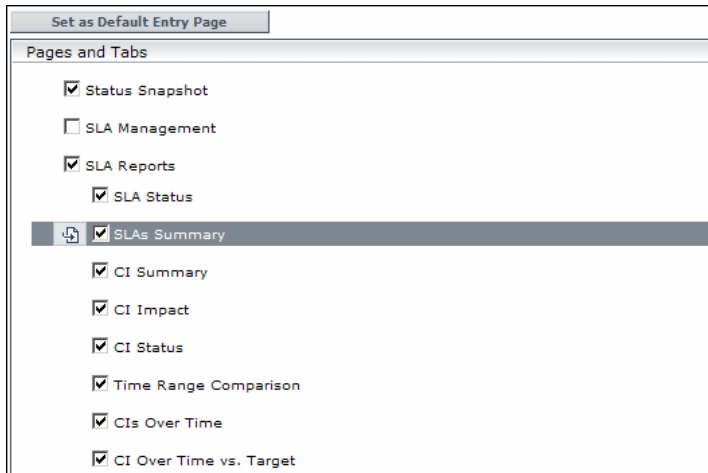 Set as Default Entry Page
Pages and Tabs
Status Snapshot
SLA Management
SLA Reports
SLA Status
SLAs Summary
CI Summary
CI Impact
CI Status
Time Range Comparison
CIs Over Time
CI Over Time vs. Target